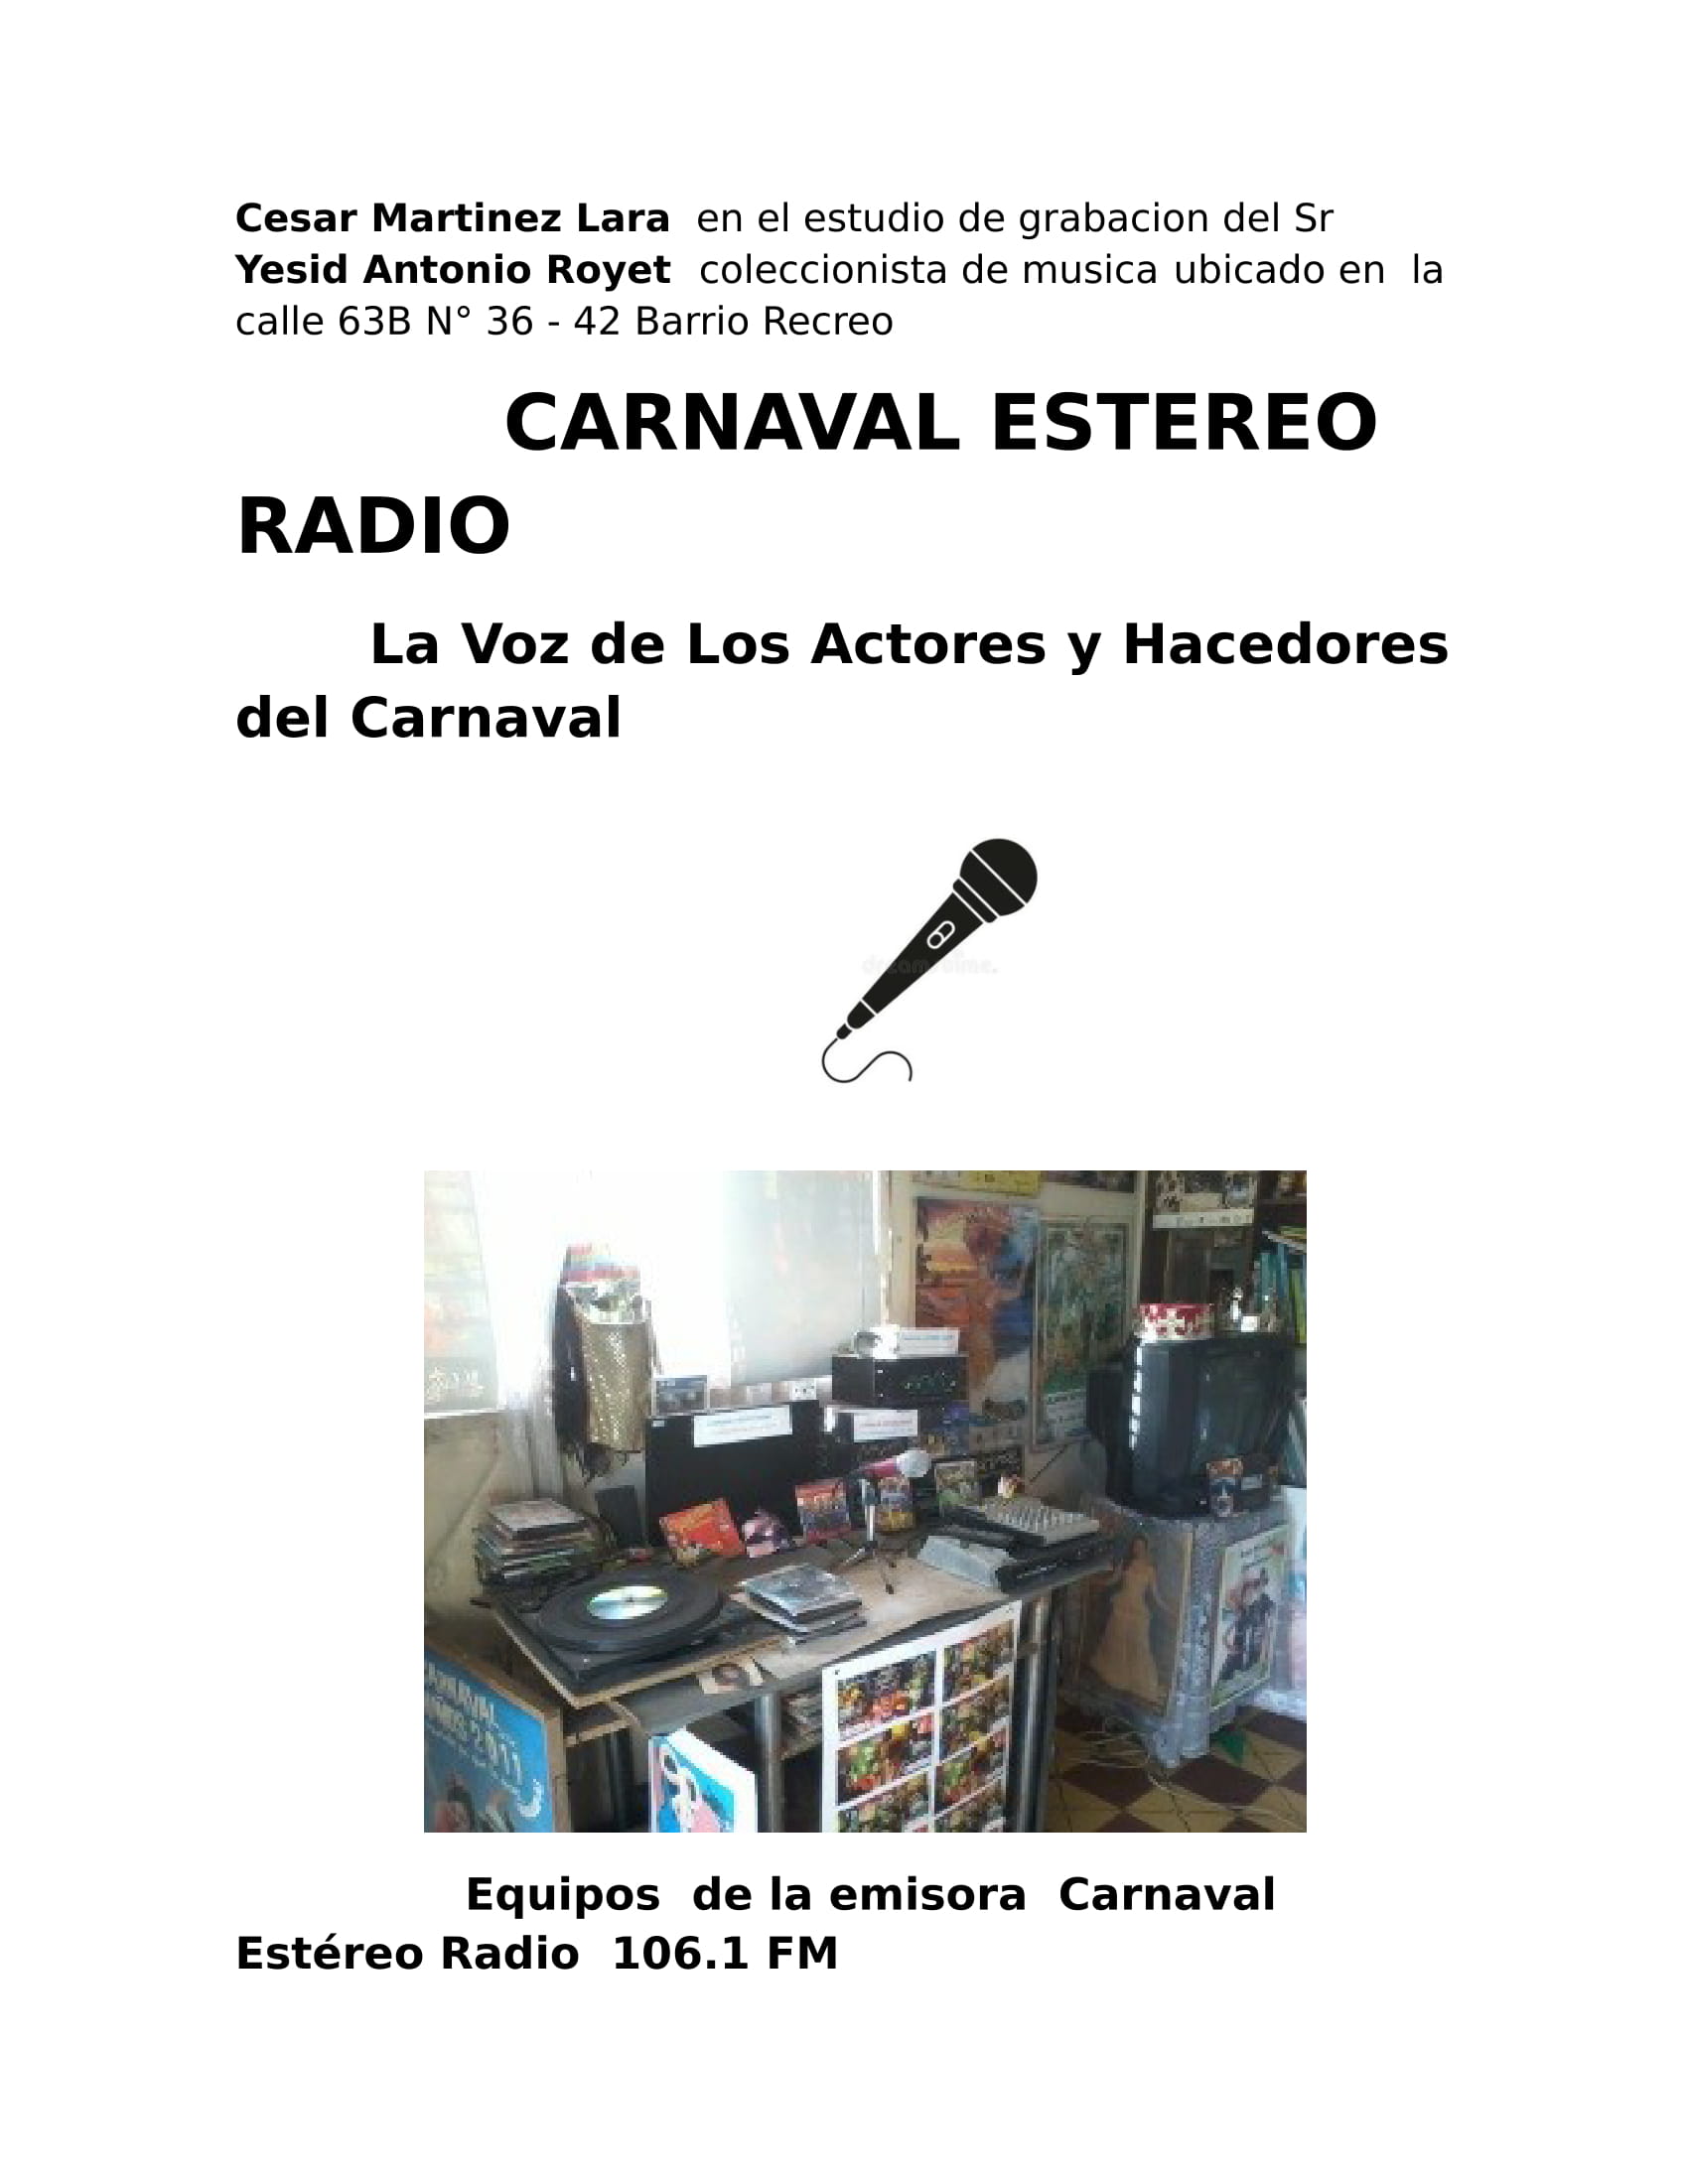 Cesar Martinez Lara en el estudio de grabacion del Sr
Yesid Antonio Royet coleccionista de musica ubicado en la
calle 63B N° 36 - 42 Barrio Recreo
CARNAVAL ESTEREO
RADIO
La Voz de Los Actores y Hacedores
del Carnaval
Equipos de la emisora Carnaval
Estéreo Radio 106.1 FM